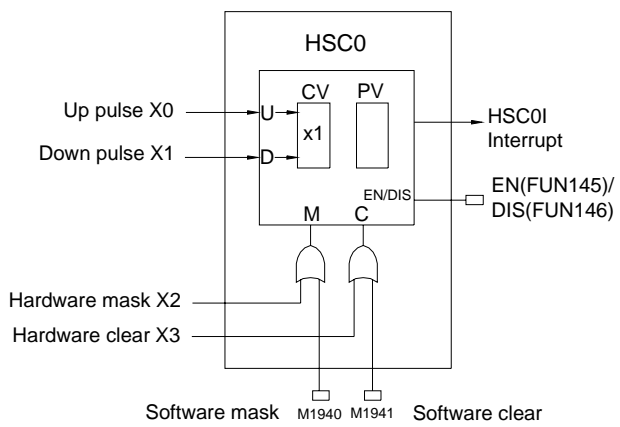 HSC0
CV PV
Up pulse X0
U
x1
HSC0I
Interrupt
Down pulse X1
D
EN/DIS
EN(FUN145)/
DIS(FUN146)
M C
Hardware mask X2
Hardware clear X3
Software mask M1940 M1941 Software clear